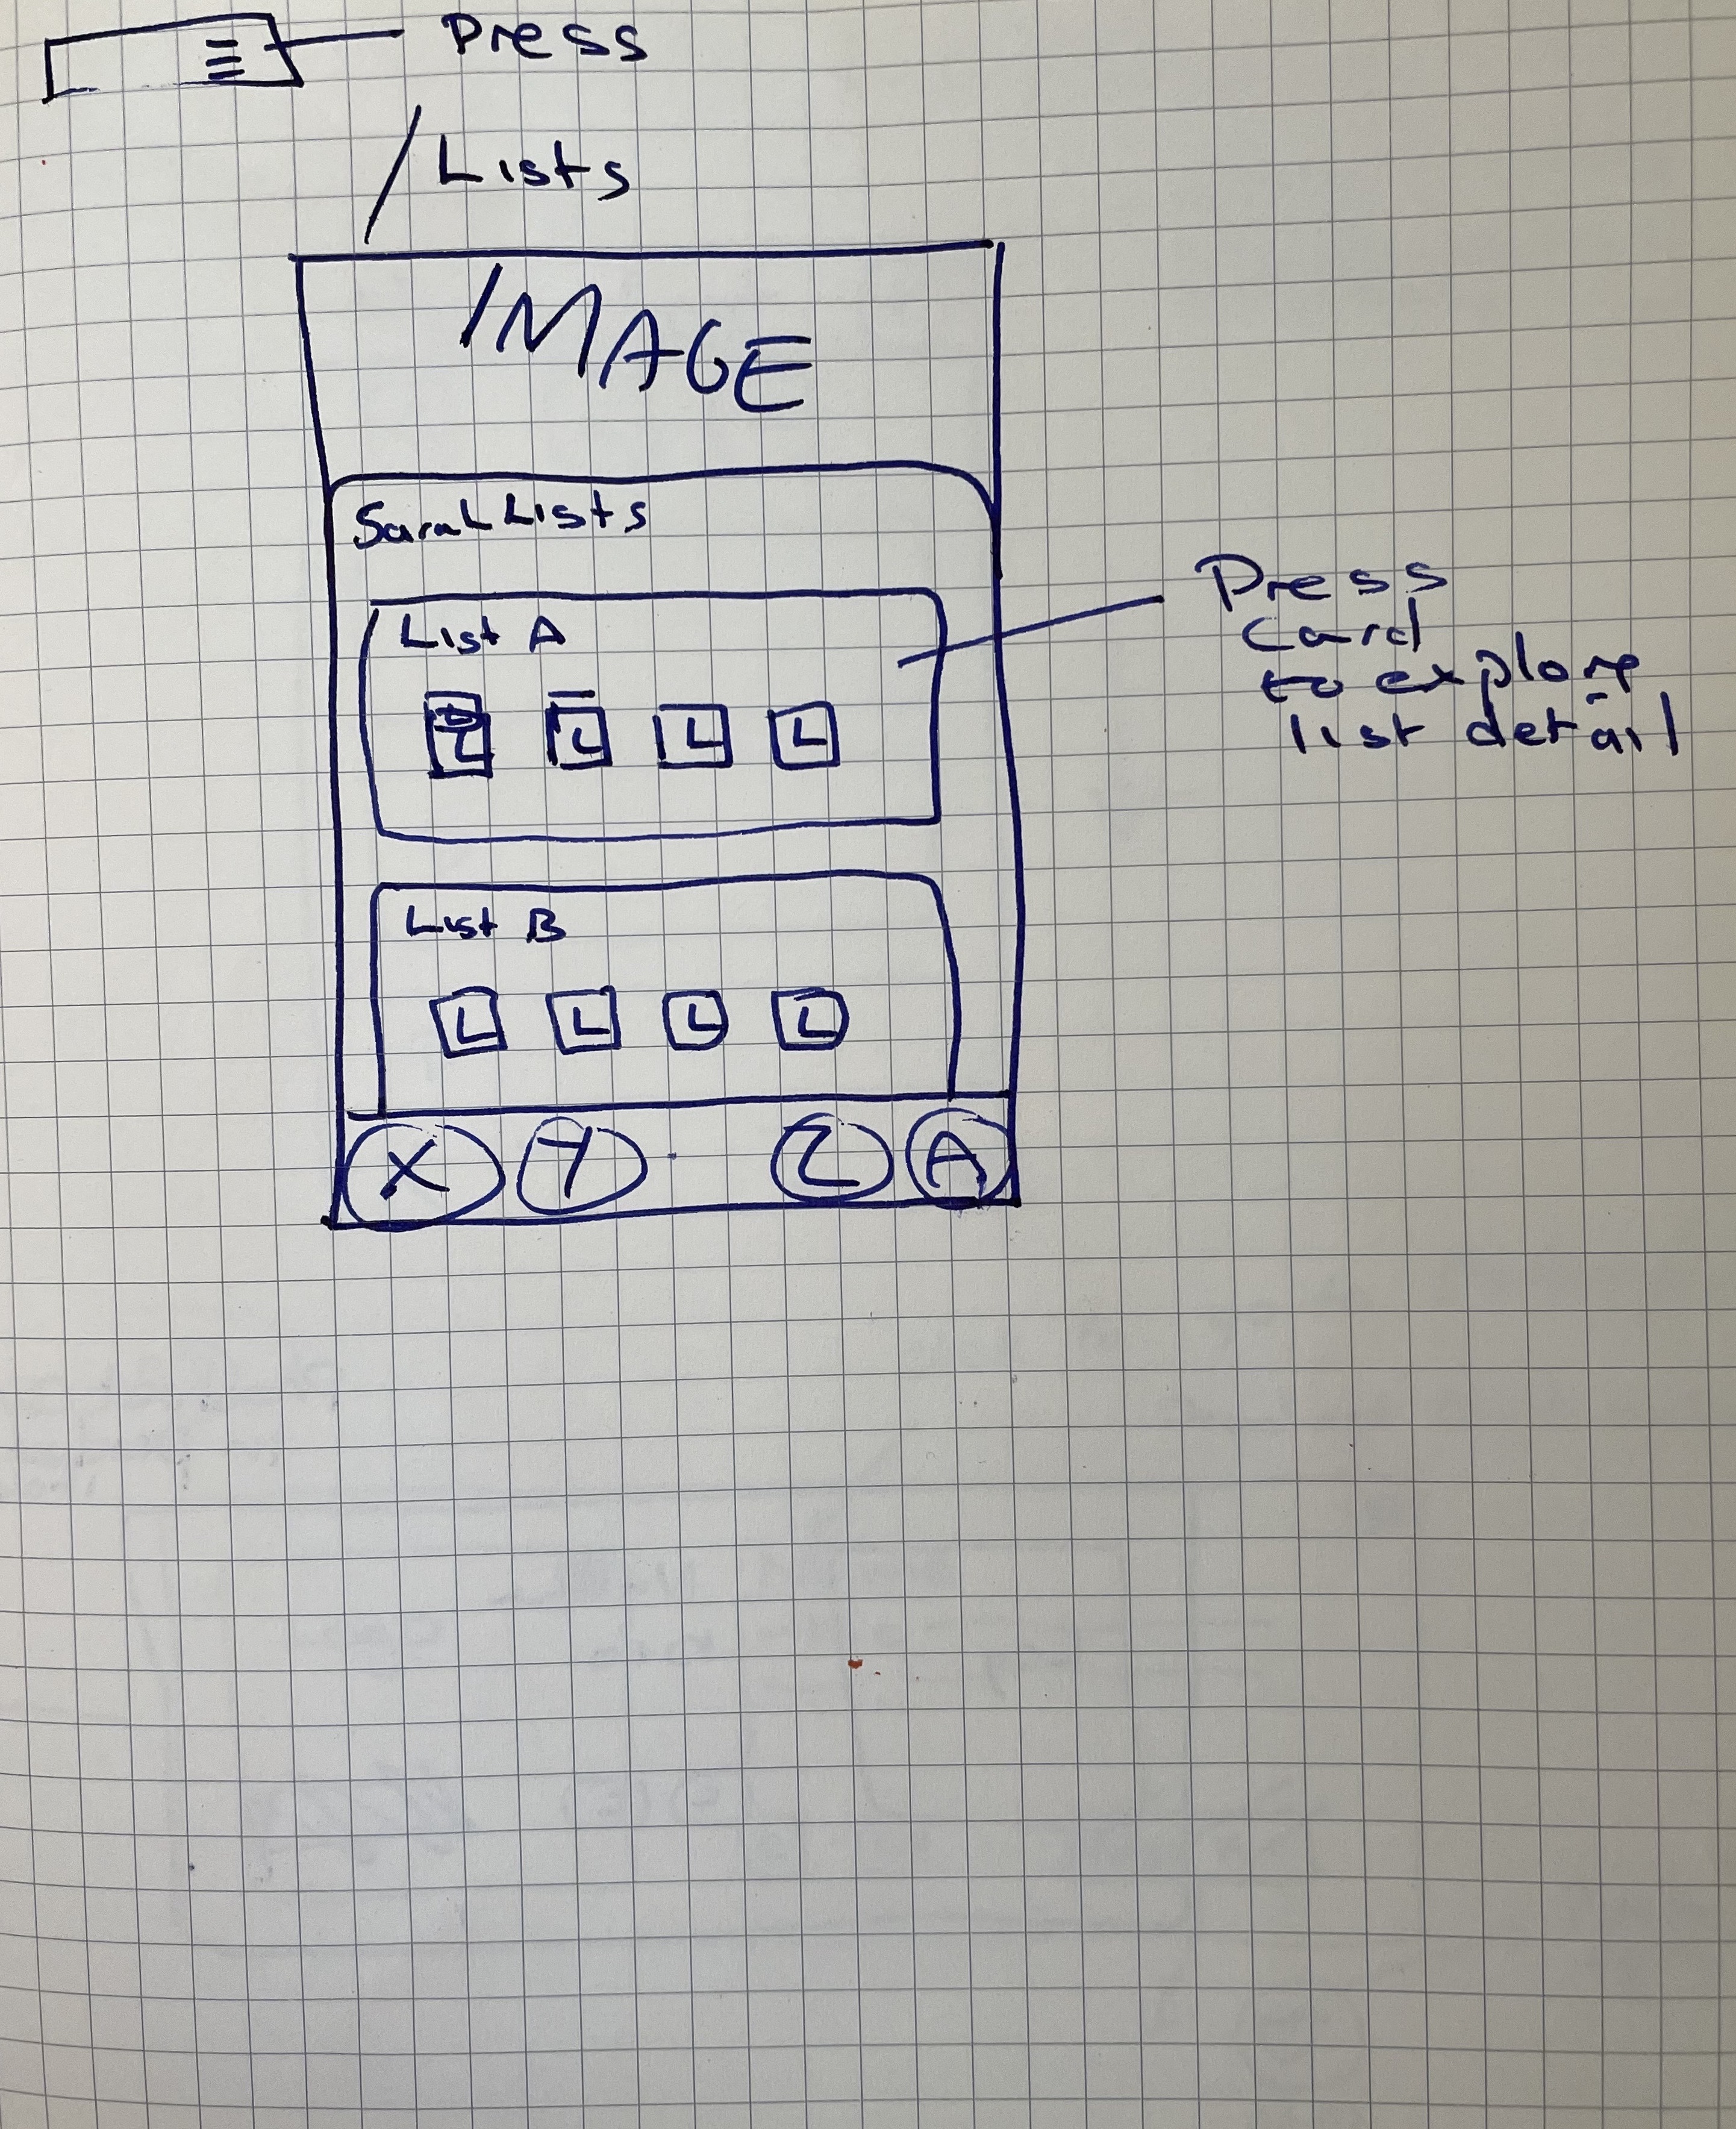 Press
/Lists
IMAGE
Sarah Lists
List A
L L L L
Press
card
to explore
list detail
List B
L L L L
X Y Z A